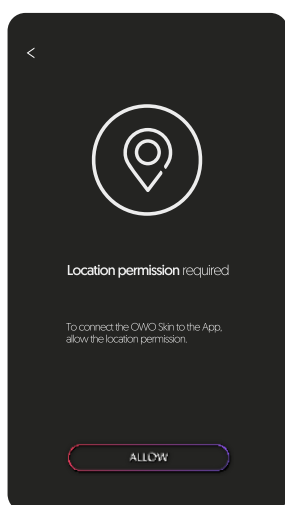 Location permission required
To connect the OWO Skin to the App,
allow the location permission.
ALLOW